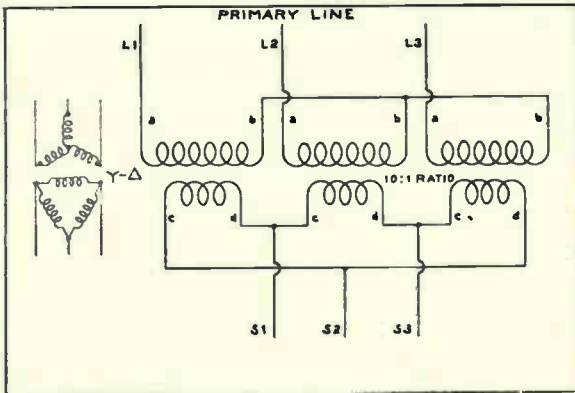 PRIMARY LINE
L1 L2 L3
a b a b a b
Y-Δ
10:1 RATIO
c d c d c d
S1 S2 S3